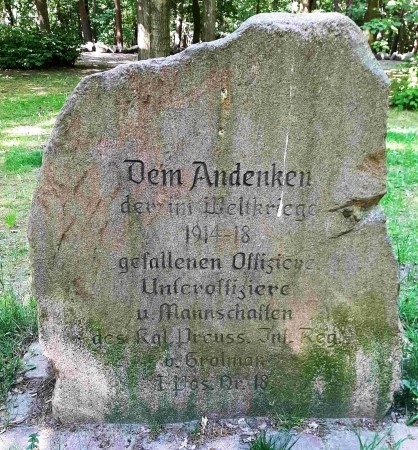 Dem Andenken
der im Weltkriege
1914-18
gefallenen Offiziere
Unteroffiziere
u. Mannschaften
des Kgl. Preuss. Inf. Reg.
v. Grolman
1. Pos. Nr. 18